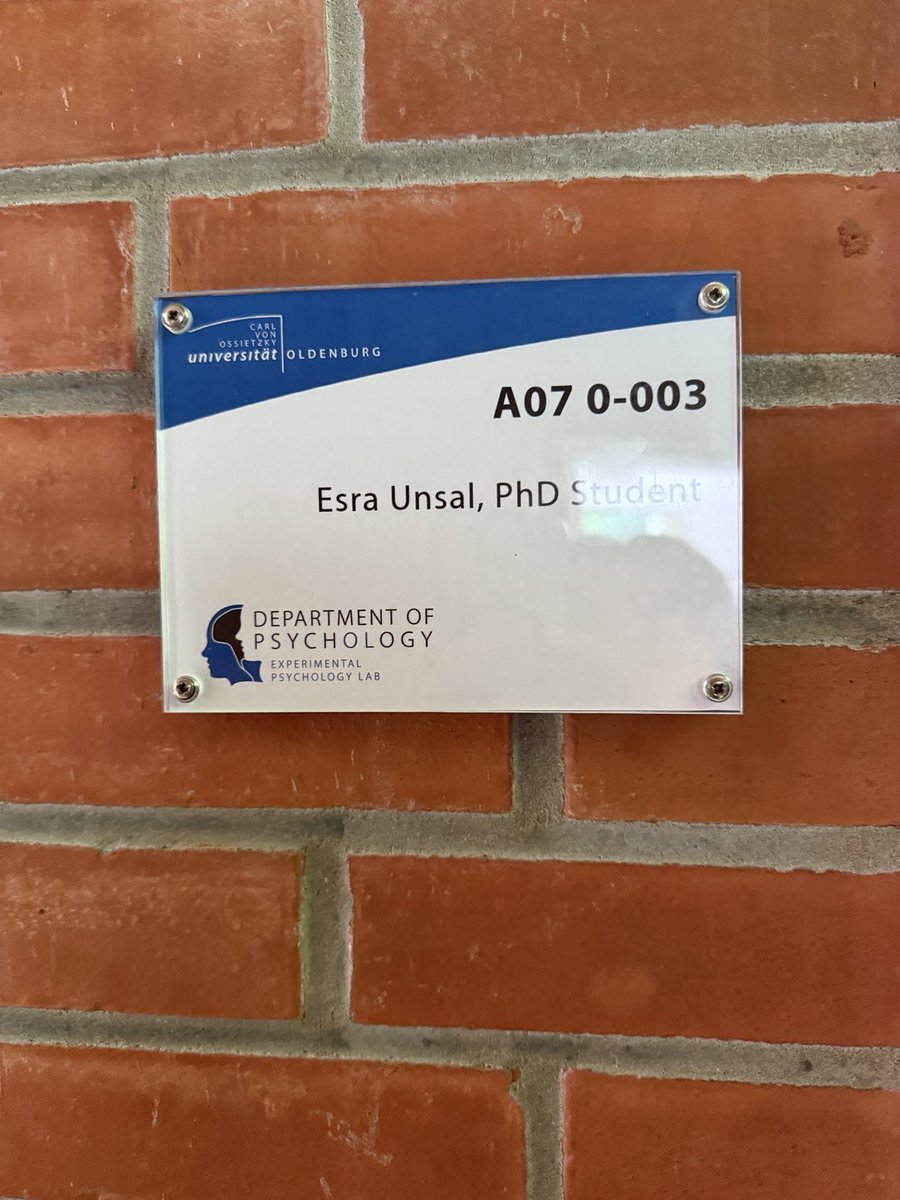 CARL
VON
OSSIETZKY
universität OLDENBURG
A07 0-003
Esra Unsal, PhD Student
DEPARTMENT OF
PSYCHOLOGY
EXPERIMENTAL
PSYCHOLOGY LAB